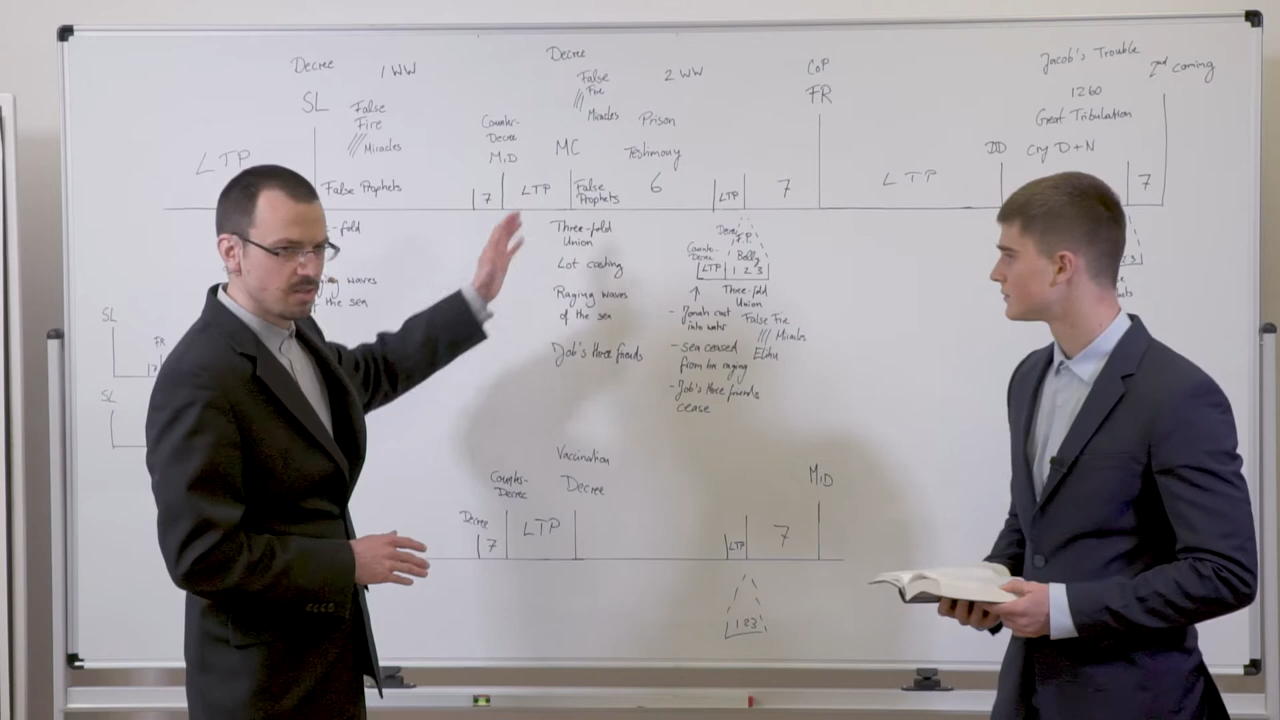 Decree 1 WW
SL
False
Fire
/// Miracles
LTP
False Prophets
Counter-
Decree
MiD
7
LTP
Decree
False
Fire
/// Miracles
2 WW
MC
Prison
Testimony
False
Prophets
6
LTP
7
CoP
FR
LTP
DD
Jacob's Trouble
2nd coming
1260
Great Tribulation
cry D+N
7
-fold
waves
the sea
Three-fold
Union
Lot casting
Raging waves
of the sea
Job's three friends
F.P.
Counter-
Decree
LTP
1 2 3
Three-fold
Union
- Jonah cast
into water
False Fire
/// Miracles
Elihu
- sea ceased
from her raging
- Job's three friends
cease
SL
FR
SL
Vaccination
Counter-
Decree
Decree
Decree
7
LTP
LTP
7
MiD
1 2 3